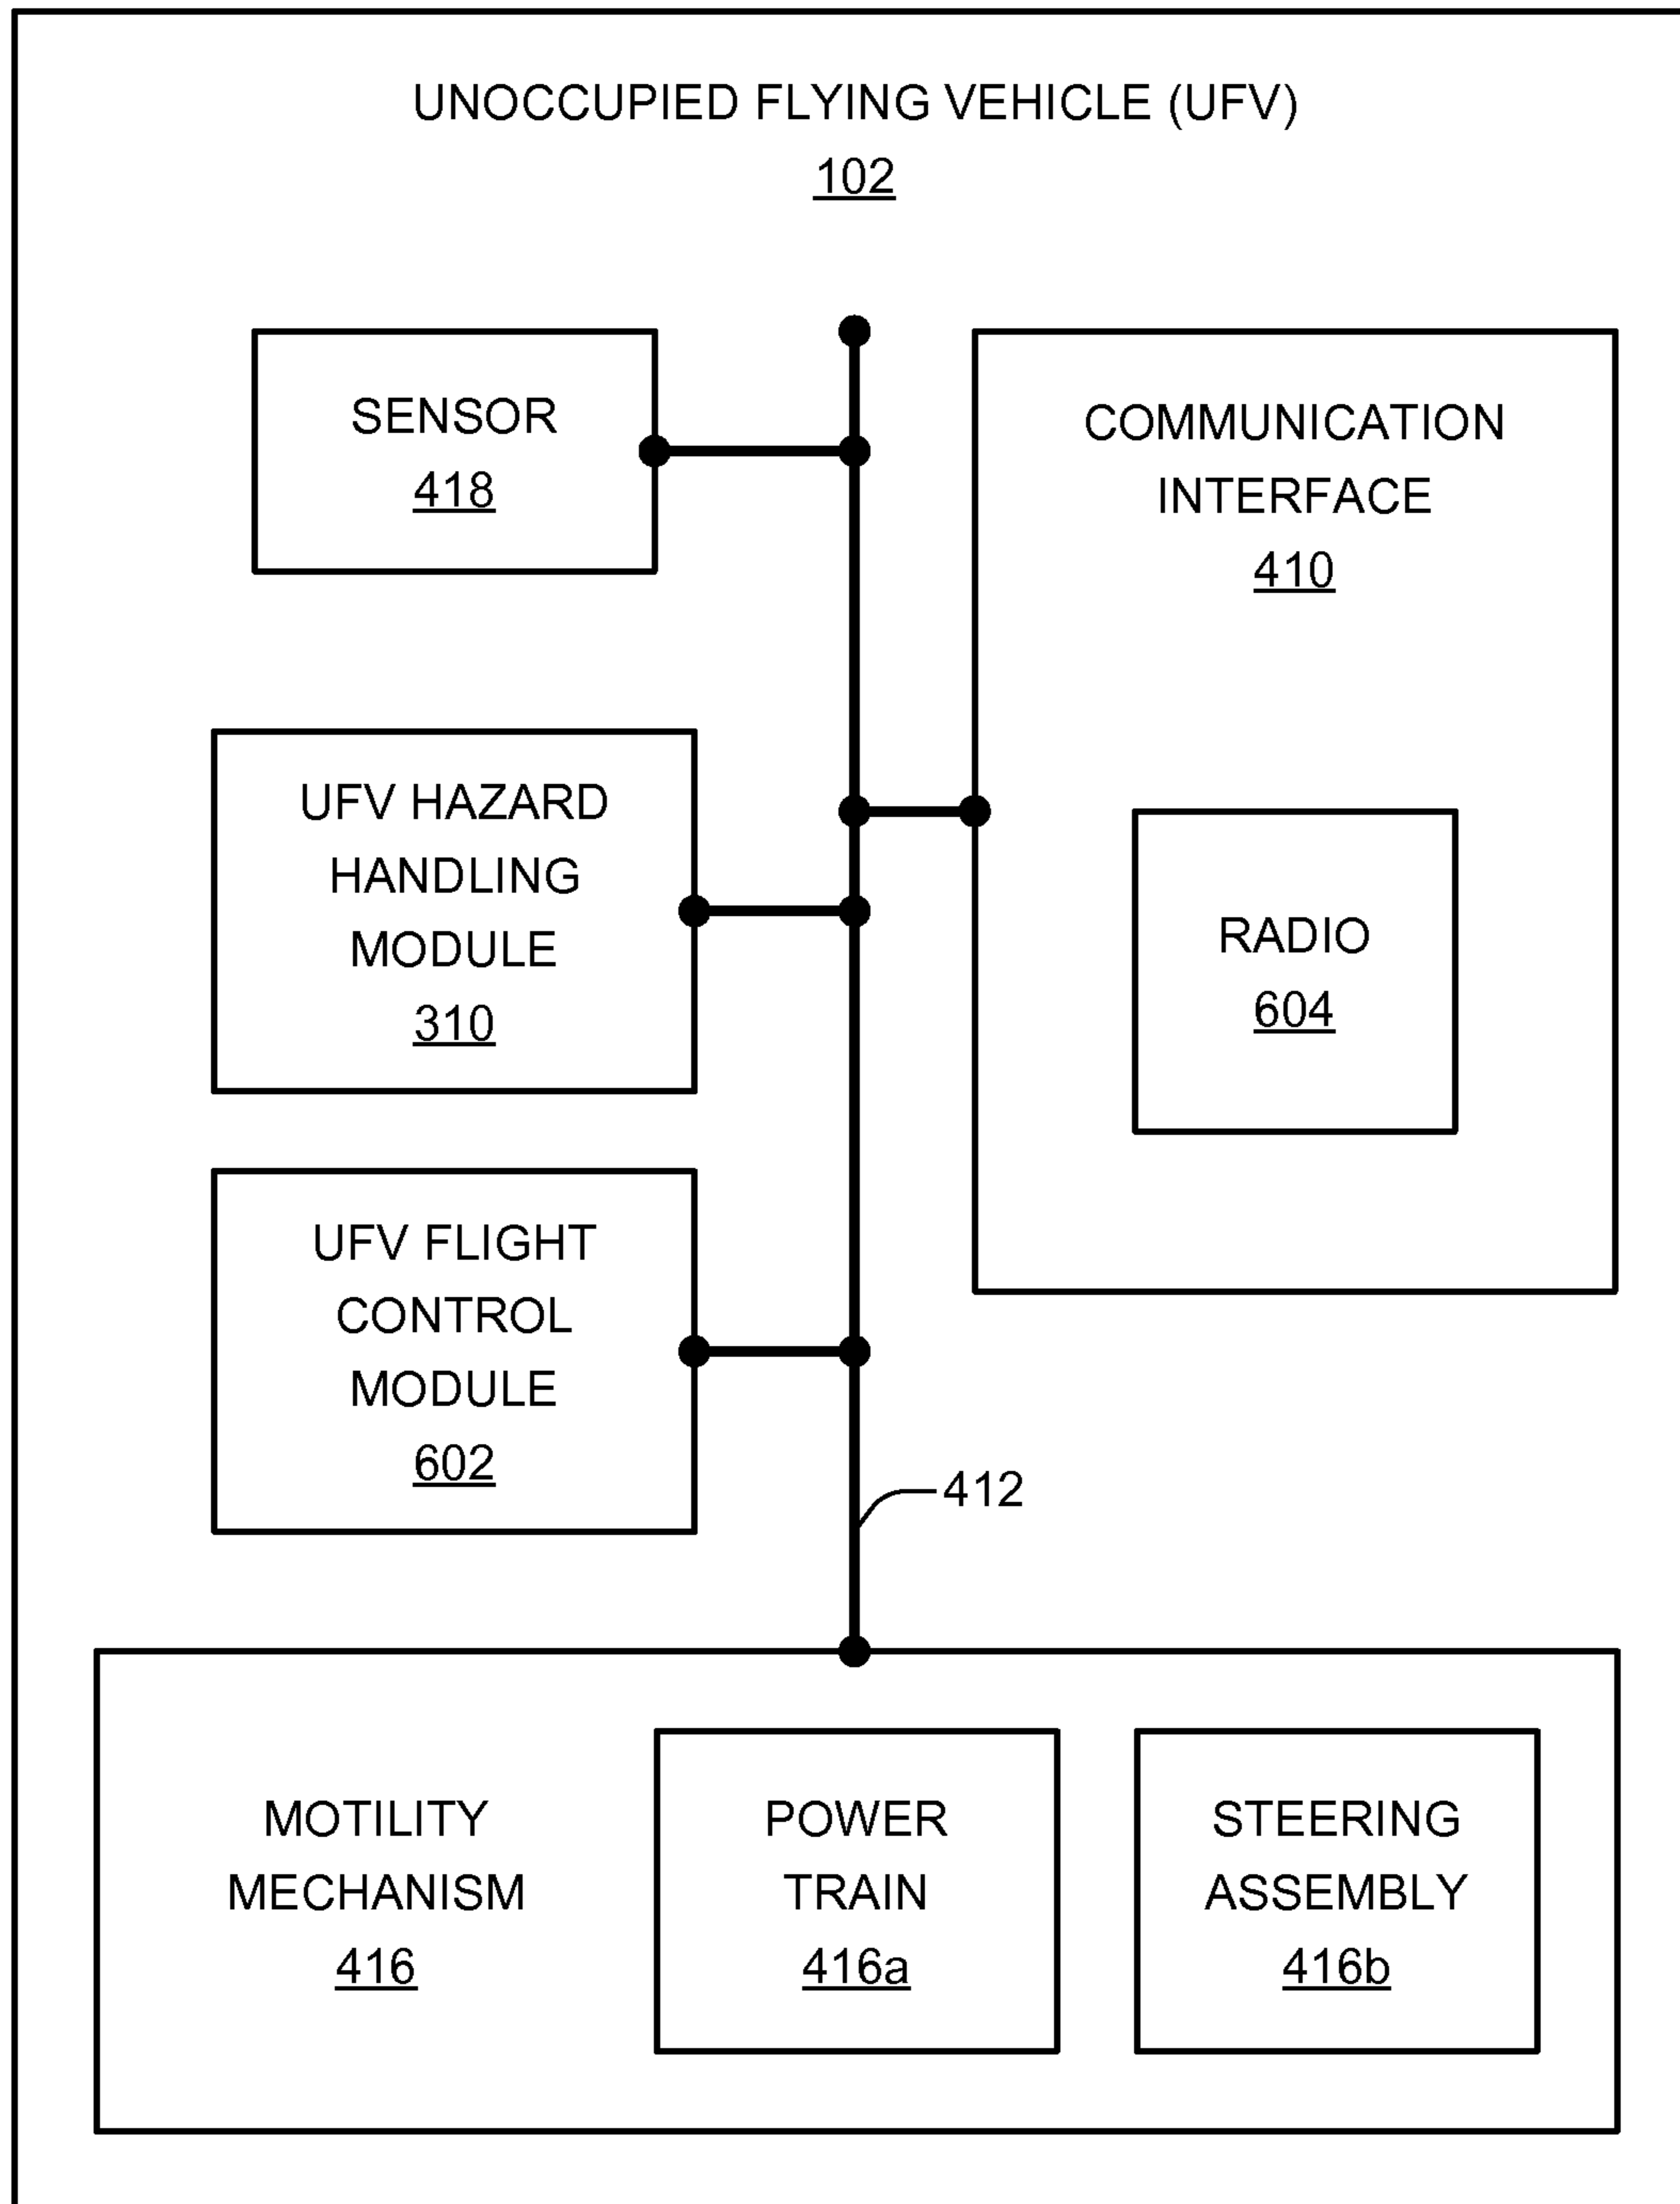 UNOCCUPIED FLYING VEHICLE (UFV)
102
SENSOR
418
COMMUNICATION
INTERFACE
410
UFV HAZARD
HANDLING
MODULE
310
RADIO
604
UFV FLIGHT
CONTROL
MODULE
602
412
MOTILITY
MECHANISM
416
POWER
TRAIN
416a
STEERING
ASSEMBLY
416b